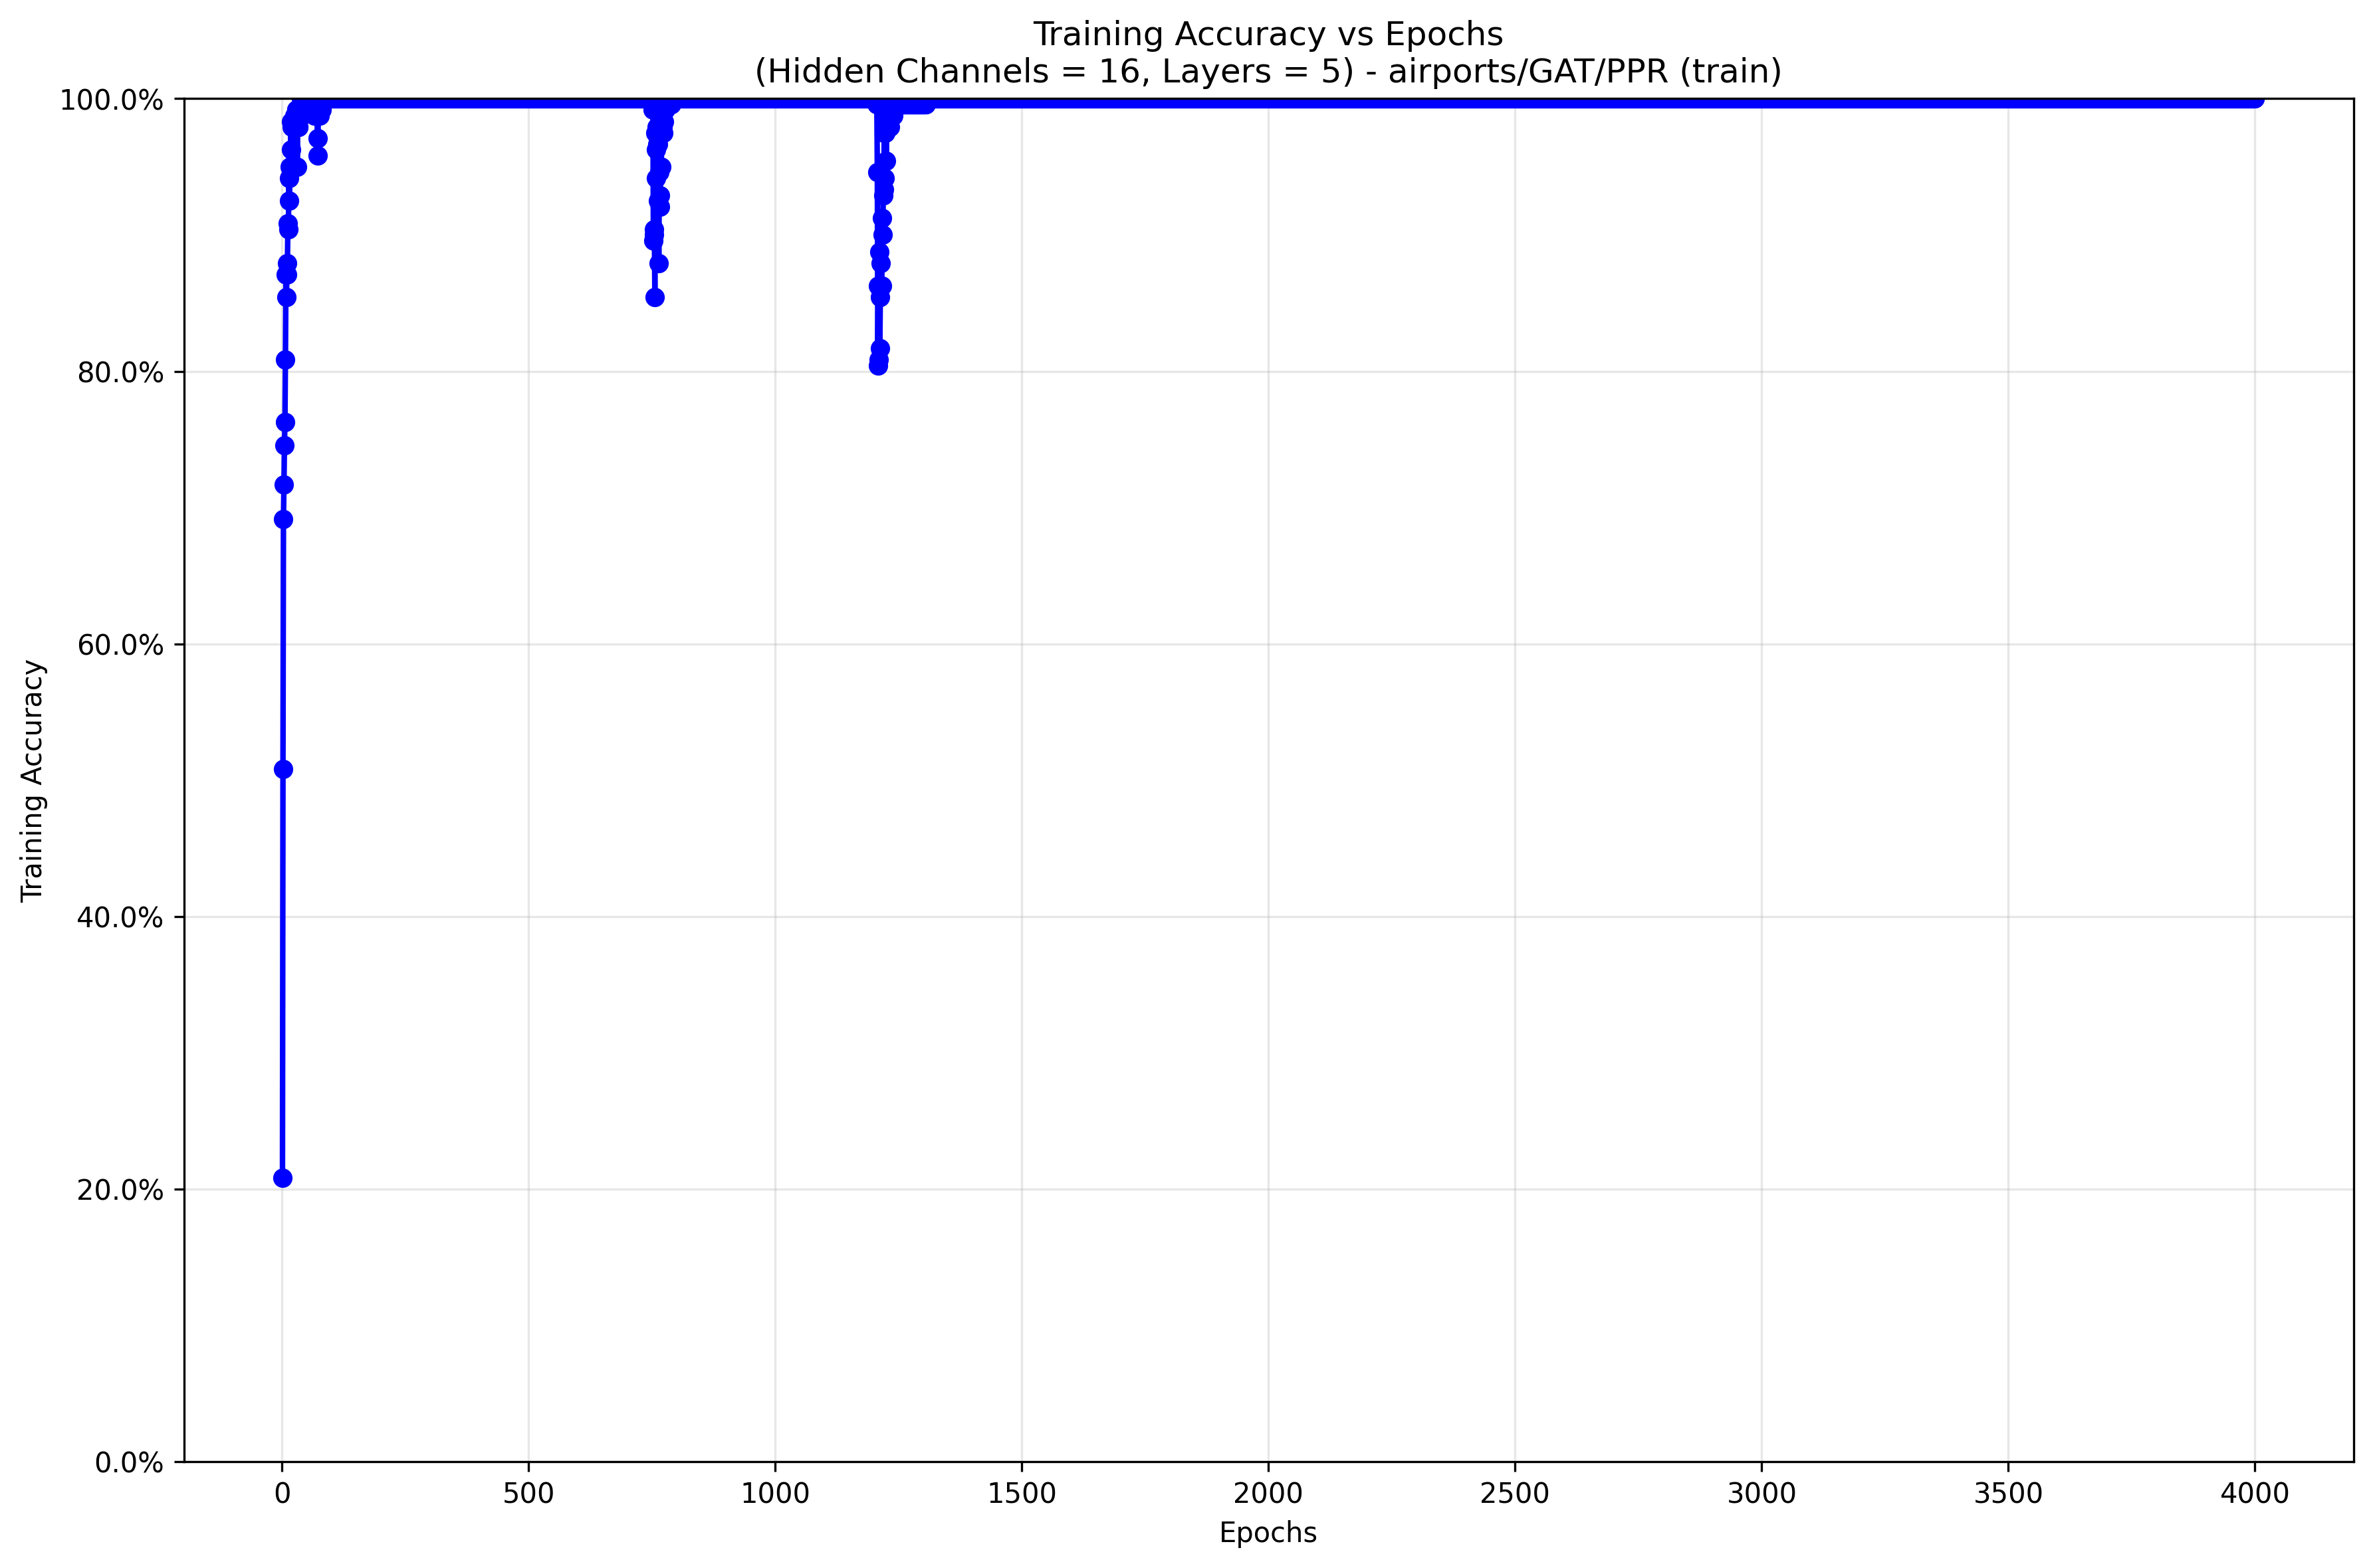 Training Accuracy vs Epochs
(Hidden Channels = 16, Layers = 5) - airports/GAT/PPR (train)
Training Accuracy
100.0%
80.0%
60.0%
40.0%
20.0%
0.0%
0 500 1000 1500 2000 2500 3000 3500 4000
Epochs